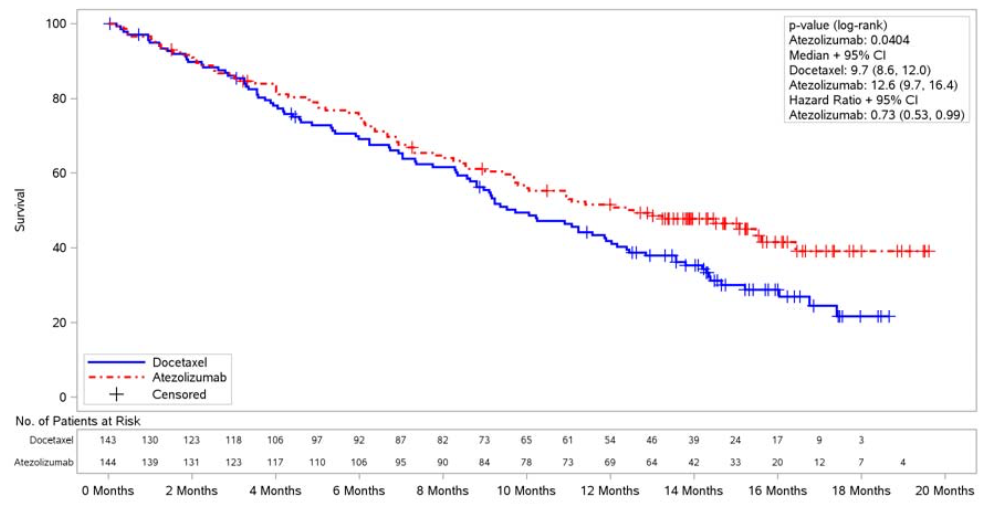 100
80
60
40
20
0
Survival
p-value (log-rank)
Atezolizumab: 0.0404
Median + 95% CI
Docetaxel: 9.7 (8.6, 12.0)
Atezolizumab: 12.6 (9.7, 16.4)
Hazard Ratio + 95% CI
Atezolizumab: 0.73 (0.53, 0.99)
Docetaxel
Atezolizumab
Censored
No. of Patients at Risk
Docetaxel 143 130 123 118 106 97 92 87 82 73 65 61 54 46 39 24 17 9 3
Atezolizumab 144 139 131 123 117 110 106 95 90 84 78 73 69 64 42 33 20 12 7 4
0 Months 2 Months 4 Months 6 Months 8 Months 10 Months 12 Months 14 Months 16 Months 18 Months 20 Months